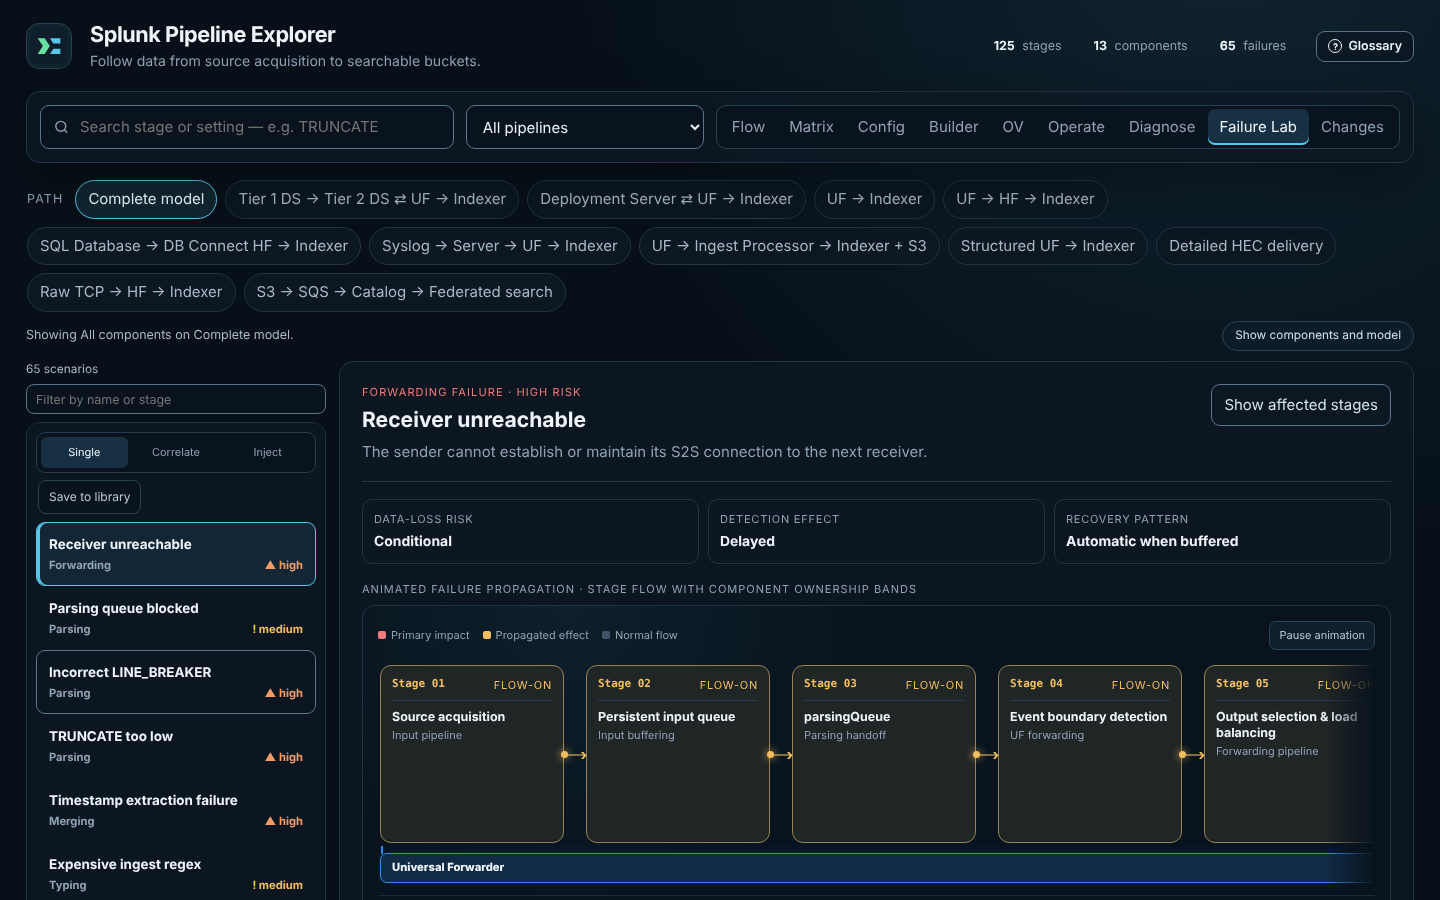 Splunk Pipeline Explorer
Follow data from source acquisition to searchable buckets.
125 stages
13 components
65 failures
? Glossary
Search stage or setting — e.g. TRUNCATE
All pipelines
Flow
Matrix
Config
Builder
OV
Operate
Diagnose
Failure Lab
Changes
PATH
Complete model
Tier 1 DS → Tier 2 DS ⇄ UF → Indexer
Deployment Server ⇄ UF → Indexer
UF → Indexer
UF → HF → Indexer
SQL Database → DB Connect HF → Indexer
Syslog → Server → UF → Indexer
UF → Ingest Processor → Indexer + S3
Structured UF → Indexer
Detailed HEC delivery
Raw TCP → HF → Indexer
S3 → SQS → Catalog → Federated search
Showing All components on Complete model.
Show components and model
65 scenarios
Filter by name or stage
Single
Correlate
Inject
Save to library
Receiver unreachable
Forwarding
▲ high
Parsing queue blocked
Parsing
! medium
Incorrect LINE_BREAKER
Parsing
▲ high
TRUNCATE too low
Parsing
▲ high
Timestamp extraction failure
Merging
▲ high
Expensive ingest regex
Typing
! medium
FORWARDING FAILURE · HIGH RISK
Receiver unreachable
The sender cannot establish or maintain its S2S connection to the next receiver.
Show affected stages
DATA-LOSS RISK
Conditional
DETECTION EFFECT
Delayed
RECOVERY PATTERN
Automatic when buffered
ANIMATED FAILURE PROPAGATION · STAGE FLOW WITH COMPONENT OWNERSHIP BANDS
Primary impact
Propagated effect
Normal flow
Pause animation
Stage 01
FLOW-ON
Source acquisition
Input pipeline
Stage 02
FLOW-ON
Persistent input queue
Input buffering
Stage 03
FLOW-ON
parsingQueue
Parsing handoff
Stage 04
FLOW-ON
Event boundary detection
UF forwarding
Stage 05
FLOW-ON
Output selection & load
balancing
Forwarding pipeline
Universal Forwarder